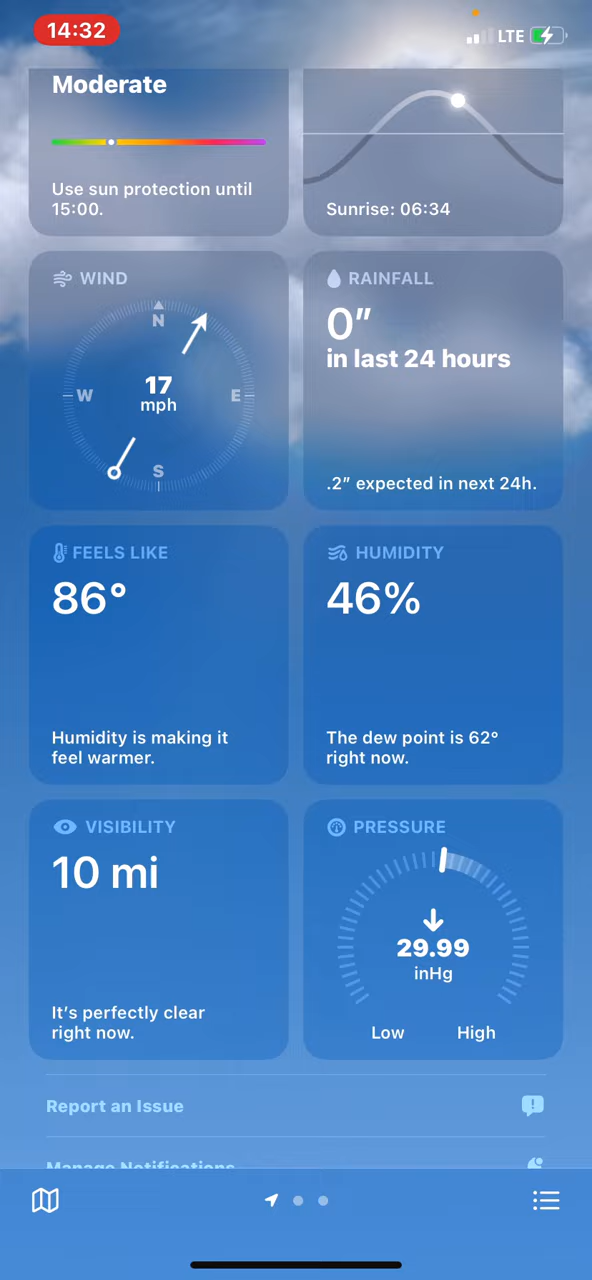 14:32
LTE
Moderate
Use sun protection until
15:00.
Sunrise: 06:34
WIND
N
W
E
S
17
mph
RAINFALL
0”
in last 24 hours
.2” expected in next 24h.
FEELS LIKE
86°
Humidity is making it
feel warmer.
HUMIDITY
46%
The dew point is 62°
right now.
VISIBILITY
10 mi
It’s perfectly clear
right now.
PRESSURE
29.99
inHg
Low
High
Report an Issue
Manage Notifications